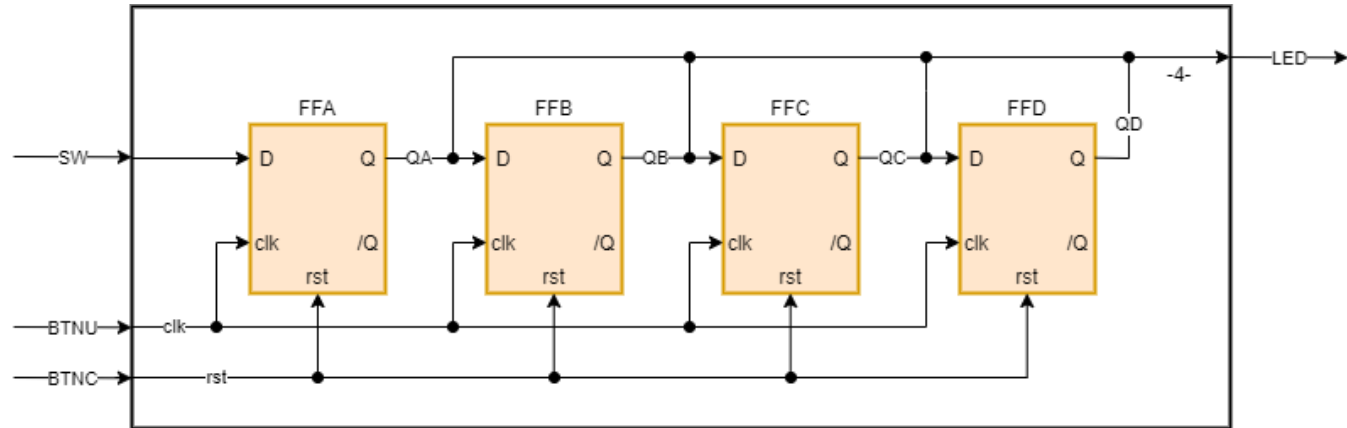 LED
-4-
FFA
FFB
FFC
FFD
QD
SW
D
Q
QA
D
Q
QB
D
Q
QC
D
Q
clk
/Q
clk
/Q
clk
/Q
clk
/Q
rst
rst
rst
rst
BTNU
clk
BTNC
rst